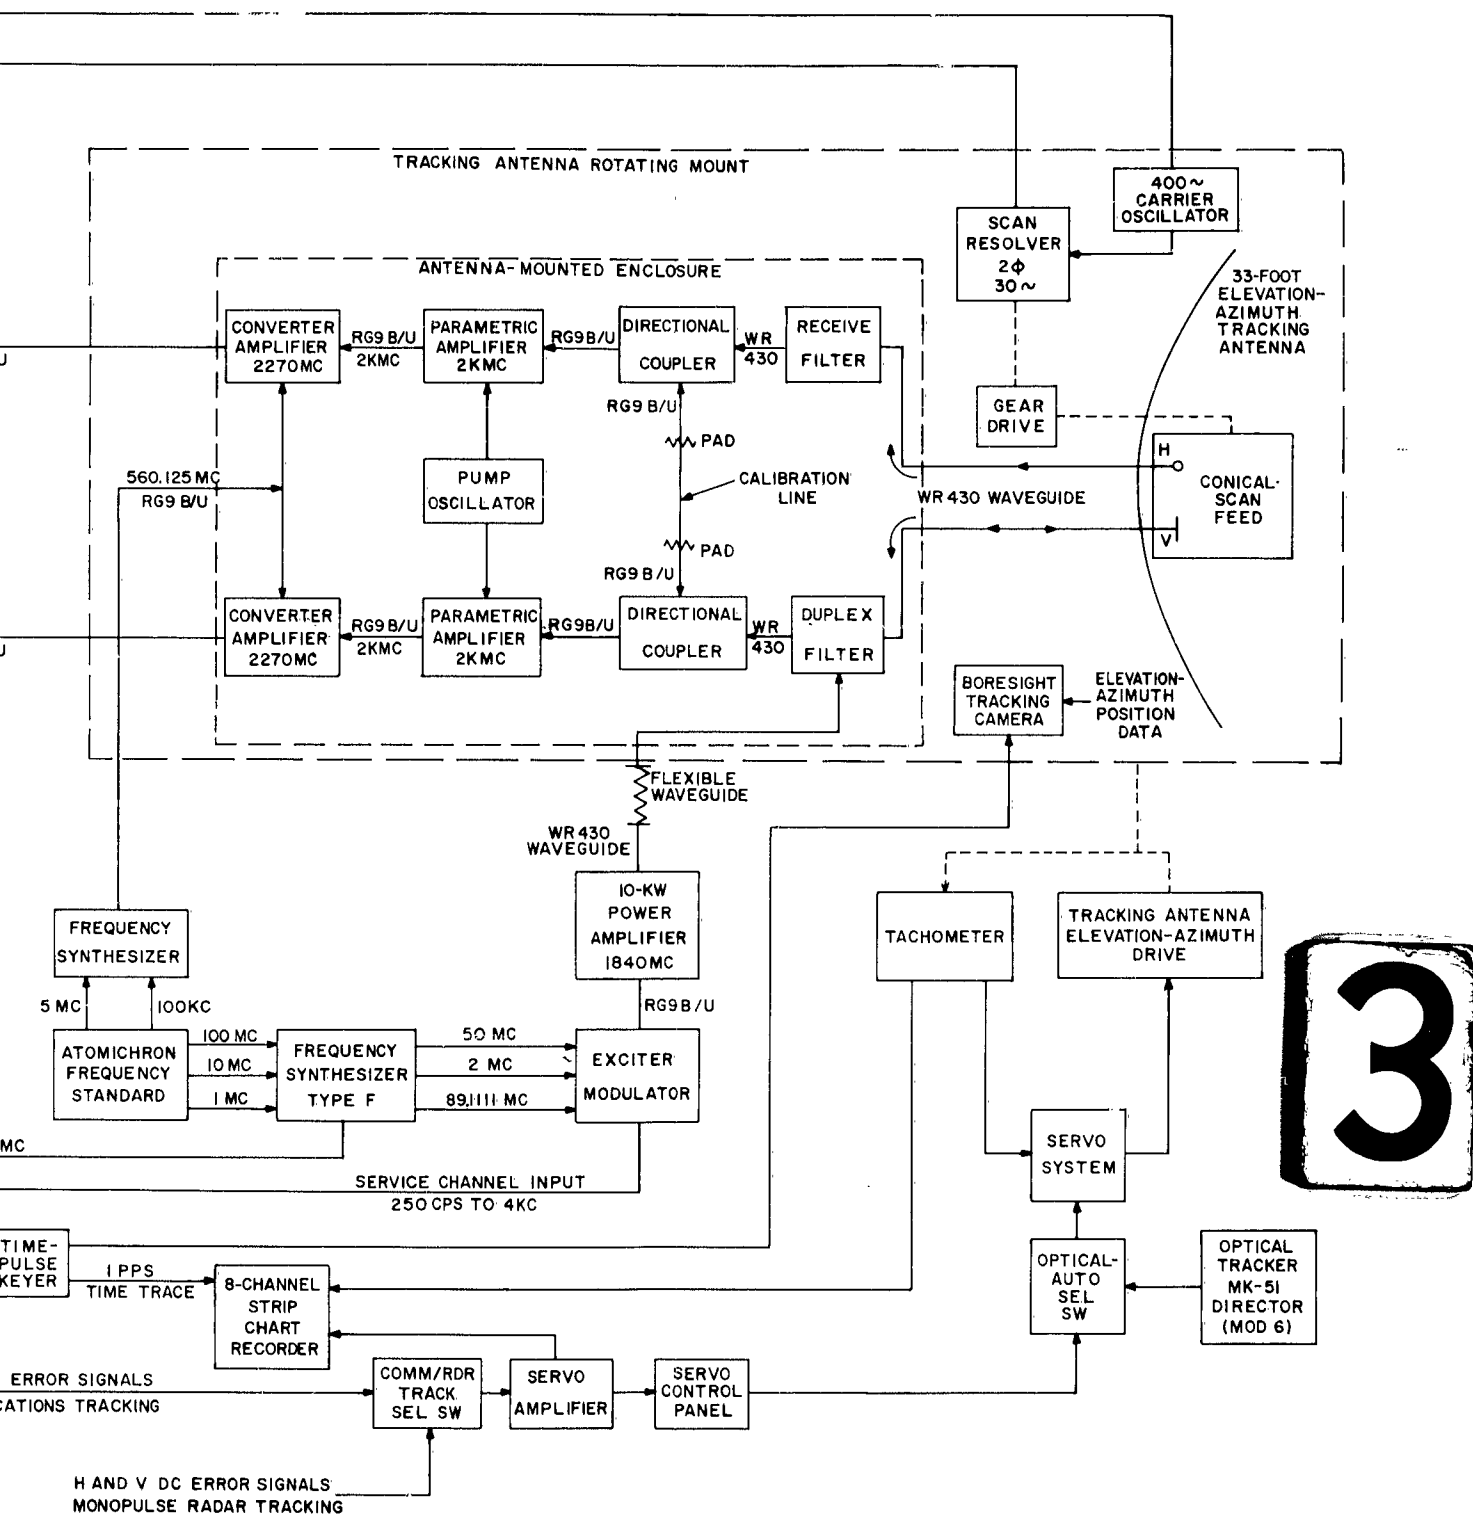 TRACKING ANTENNA ROTATING MOUNT
400~
CARRIER
OSCILLATOR
SCAN
RESOLVER
2φ
30~
33-FOOT
ELEVATION-
AZIMUTH
TRACKING
ANTENNA
ANTENNA-MOUNTED ENCLOSURE
CONVERTER
AMPLIFIER
2270MC
RG9 B/U
2KMC
PARAMETRIC
AMPLIFIER
2KMC
RG9B/U
DIRECTIONAL
COUPLER
WR
430
RECEIVE
FILTER
U
RG9 B/U
PAD
GEAR
DRIVE
560.125 MC
RG9 B/U
PUMP
OSCILLATOR
CALIBRATION
LINE
WR 430 WAVEGUIDE
H
V
CONICAL-
SCAN
FEED
PAD
RG9 B/U
CONVERTER
AMPLIFIER
2270MC
RG9 B/U
2KMC
PARAMETRIC
AMPLIFIER
2KMC
RG9B/U
DIRECTIONAL
COUPLER
WR
430
DUPLEX
FILTER
U
BORESIGHT
TRACKING
CAMERA
ELEVATION-
AZIMUTH
POSITION
DATA
FLEXIBLE
WAVEGUIDE
WR430
WAVEGUIDE
10-KW
POWER
AMPLIFIER
1840MC
TACHOMETER
TRACKING ANTENNA
ELEVATION-AZIMUTH
DRIVE
FREQUENCY
SYNTHESIZER
5 MC
100KC
RG9B/U
ATOMICHRON
FREQUENCY
STANDARD
100 MC
10 MC
1 MC
FREQUENCY
SYNTHESIZER
TYPE F
50 MC
2 MC
89.1111 MC
EXCITER
MODULATOR
3
MC
SERVICE CHANNEL INPUT
250 CPS TO 4KC
SERVO
SYSTEM
TIME-
PULSE
KEYER
1 PPS
TIME TRACE
8-CHANNEL
STRIP
CHART
RECORDER
OPTICAL-
AUTO
SEL
SW
OPTICAL
TRACKER
MK-51
DIRECTOR
(MOD 6)
ERROR SIGNALS
CATIONS TRACKING
COMM/RDR
TRACK
SEL SW
SERVO
AMPLIFIER
SERVO
CONTROL
PANEL
H AND V DC ERROR SIGNALS
MONOPULSE RADAR TRACKING